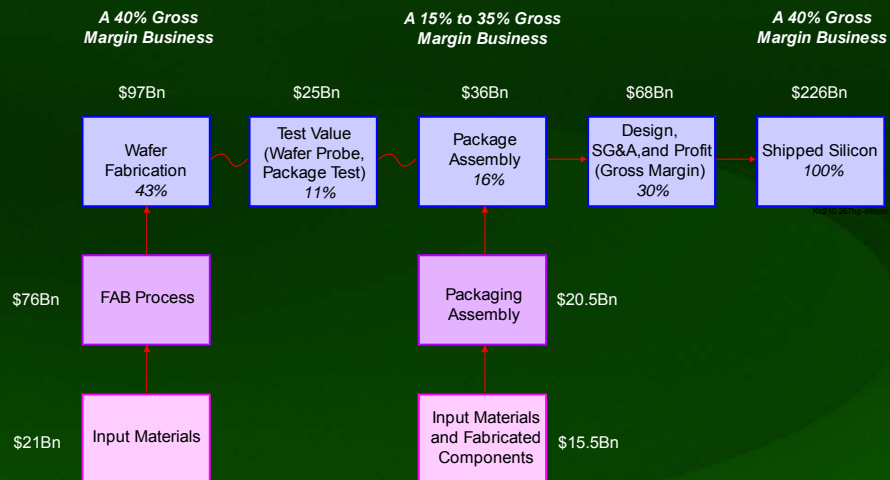 A 40% Gross
Margin Business
A 15% to 35% Gross
Margin Business
A 40% Gross
Margin Business
$97Bn
$25Bn
$36Bn
$68Bn
$226Bn
Wafer
Fabrication
43%
Test Value
(Wafer Probe,
Package Test)
11%
Package
Assembly
16%
Design,
SG&A,and Profit
(Gross Margin)
30%
Shipped Silicon
100%
$76Bn
FAB Process
Packaging
Assembly
$20.5Bn
$21Bn
Input Materials
Input Materials
and Fabricated
Components
$15.5Bn